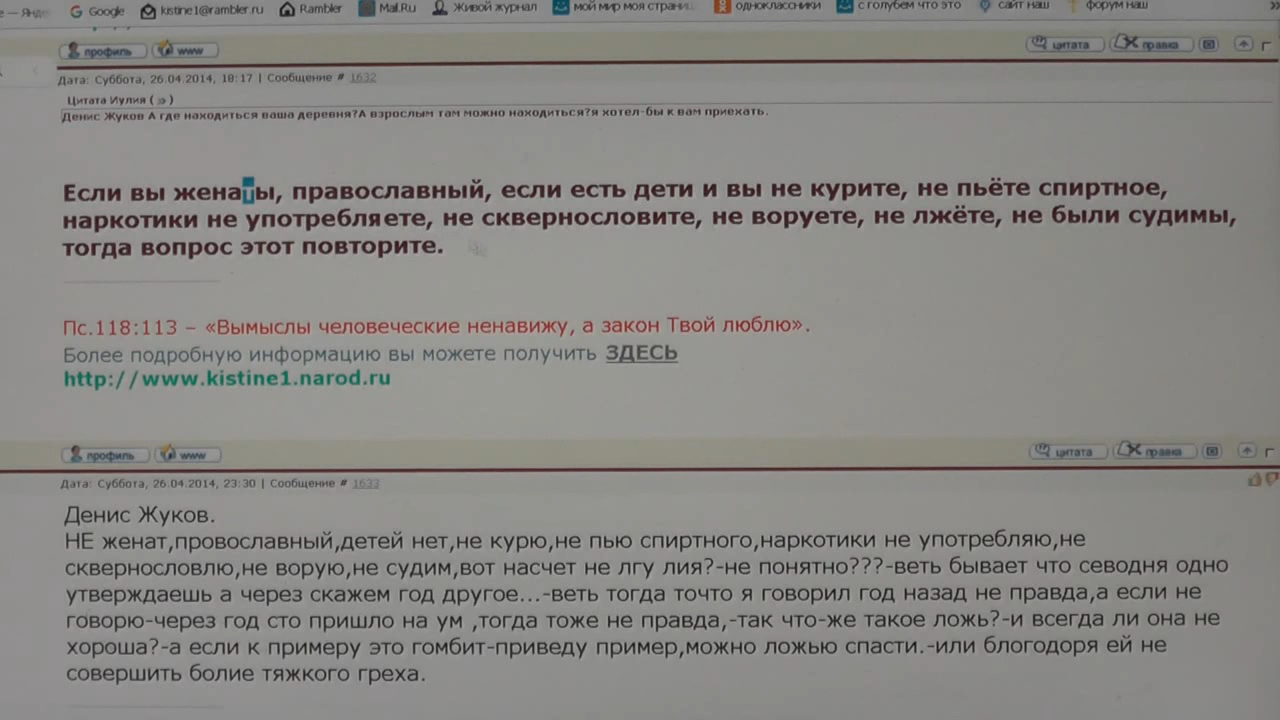 Google kistine1@rambler.ru Rambler Mail.Ru Живой журнал мой мир моя страниц одноклассники с голубем что это сайт наш форум наш
профиль www цитата правка
Дата: Суббота, 26.04.2014, 18:17 | Сообщение # 1632
Цитата Иулия ( » )
Денис Жуков А где находиться ваша деревня?А взрослым там можно находиться?я хотел-бы к вам приехать.
Если вы женаты, православный, если есть дети и вы не курите, не пьёте спиртное,
наркотики не употребляете, не сквернословите, не воруете, не лжёте, не были судимы,
тогда вопрос этот повторите.
Пс.118:113 – «Вымыслы человеческие ненавижу, а закон Твой люблю».
Более подробную информацию вы можете получить ЗДЕСЬ
http://www.kistine1.narod.ru
профиль www цитата правка
Дата: Суббота, 26.04.2014, 23:30 | Сообщение # 1633
Денис Жуков.
НЕ женат,провославный,детей нет,не курю,не пью спиртного,наркотики не употребляю,не
сквернословлю,не ворую,не судим,вот насчет не лгу лия?-не понятно???-веть бывает что севодня одно
утверждаешь а через скажем год другое...-веть тогда точто я говорил год назад не правда,а если не
говорю-через год сто пришло на ум ,тогда тоже не правда,-так что-же такое ложь?-и всегда ли она не
хороша?-а если к примеру это гомбит-приведу пример,можно ложью спасти.-или блогодоря ей не
совершить болие тяжкого греха.